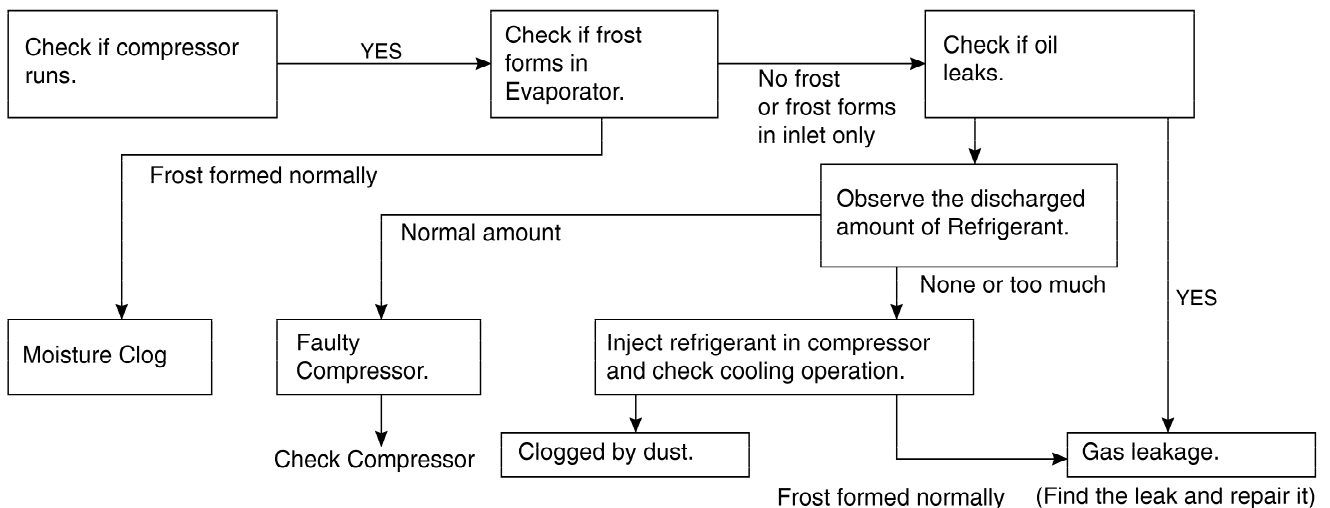 Check if compressor
runs.
YES
Check if frost
forms in
Evaporator.
No frost
or frost forms
in inlet only
Check if oil
leaks.
Frost formed normally
Observe the discharged
amount of Refrigerant.
Normal amount
None or too much
YES
Moisture Clog
Faulty
Compressor.
Inject refrigerant in compressor
and check cooling operation.
Check Compressor
Clogged by dust.
Gas leakage.
Frost formed normally
(Find the leak and repair it)